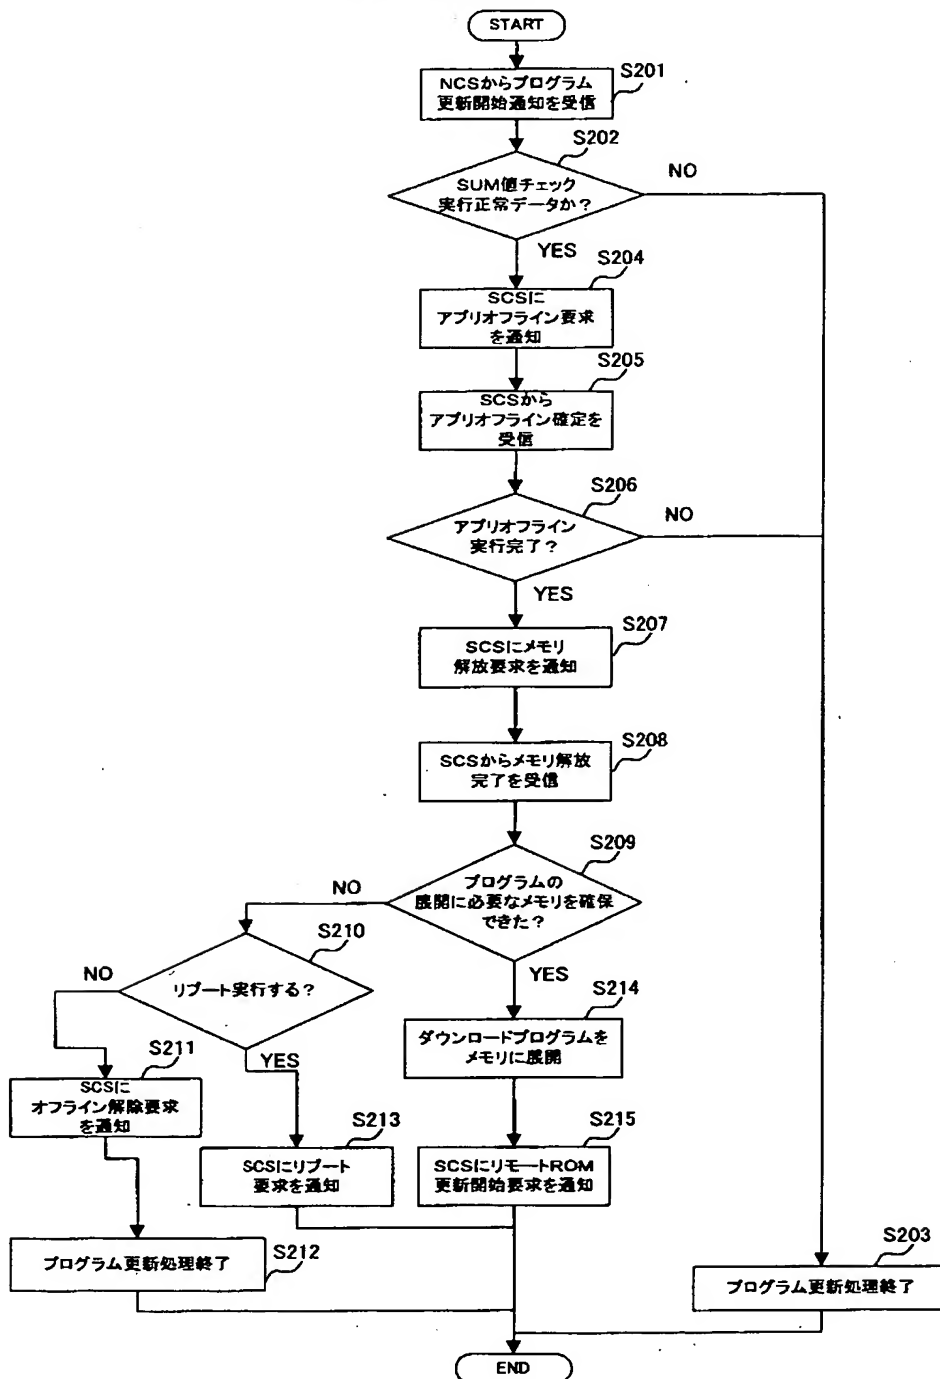 START
NCSからプログラム
更新開始通知を受信
S201
S202
SUM値チェック
実行正常データか?
NO
YES
S204
SCSに
アプリオフライン要求
を通知
S205
SCSから
アプリオフライン確定を
受信
S206
アプリオフライン
実行完了?
NO
YES
S207
SCSにメモリ
解放要求を通知
S208
SCSからメモリ解放
完了を受信
S209
プログラムの
展開に必要なメモリを確保
できた?
NO
YES
S210
リブート実行する?
NO
YES
S214
ダウンロードプログラムを
メモリに展開
S211
SCSに
オフライン解除要求
を通知
S213
SCSにリブート
要求を通知
S215
SCSにリモートROM
更新開始要求を通知
S212
プログラム更新処理終了
S203
プログラム更新処理終了
END